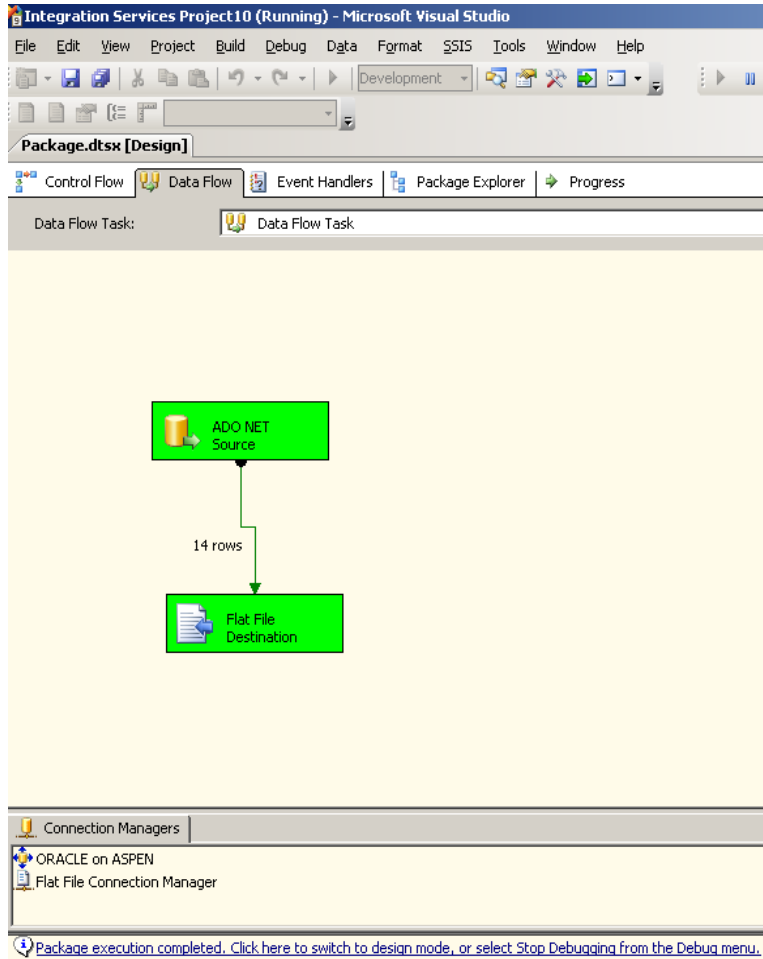 Integration Services Project10 (Running) - Microsoft Visual Studio
File Edit View Project Build Debug Data Format SSIS Tools Window Help
Development
Package.dtsx [Design]
Control Flow Data Flow Event Handlers Package Explorer Progress
Data Flow Task: Data Flow Task
ADO NET
Source
14 rows
Flat File
Destination
Connection Managers
ORACLE on ASPEN
Flat File Connection Manager
Package execution completed. Click here to switch to design mode, or select Stop Debugging from the Debug menu.